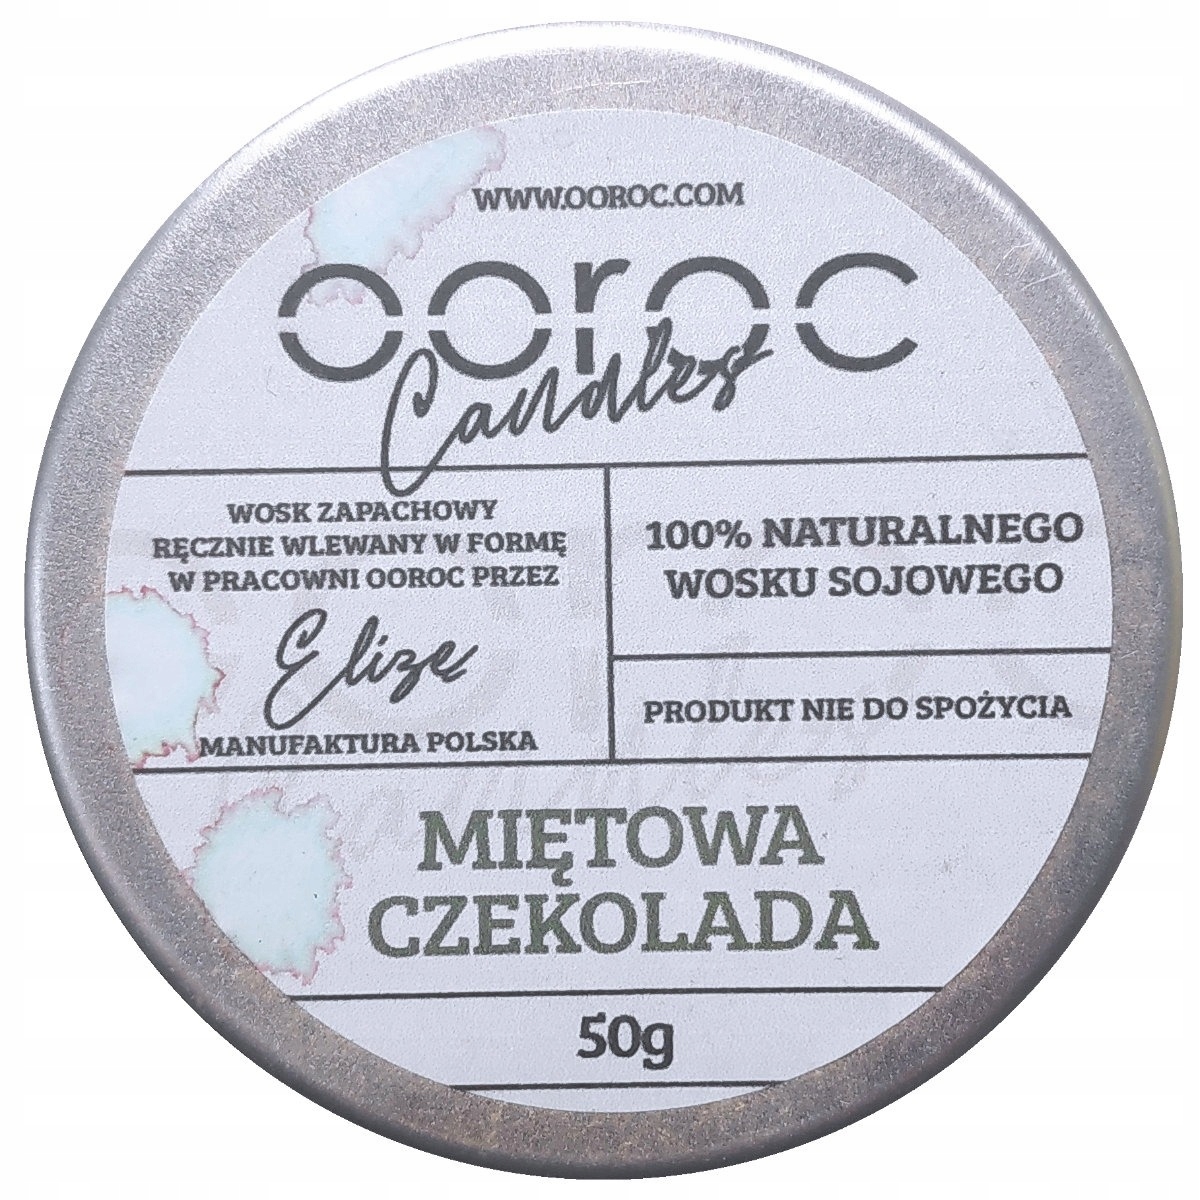 WWW.OOROC.COM
ooroc
Candles
WOSK ZAPACHOWY
RĘCZNIE WLEWANY W FORMĘ
W PRACOWNI OOROC PRZEZ
Elizę
MANUFAKTURA POLSKA
100% NATURALNEGO
WOSKU SOJOWEGO
PRODUKT NIE DO SPOŻYCIA
MIĘTOWA
CZEKOLADA
50g